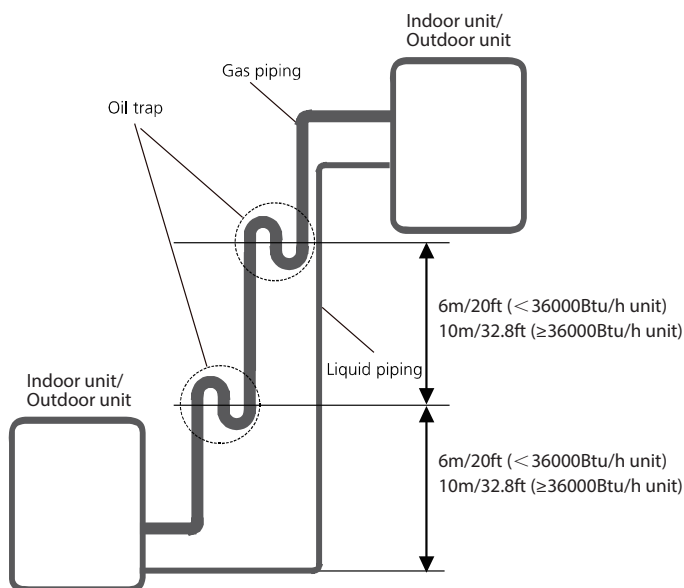 Indoor unit/
Outdoor unit
Gas piping
Oil trap
6m/20ft (<36000Btu/h unit)
10m/32.8ft (≥36000Btu/h unit)
Liquid piping
Indoor unit/
Outdoor unit
6m/20ft (<36000Btu/h unit)
10m/32.8ft (≥36000Btu/h unit)